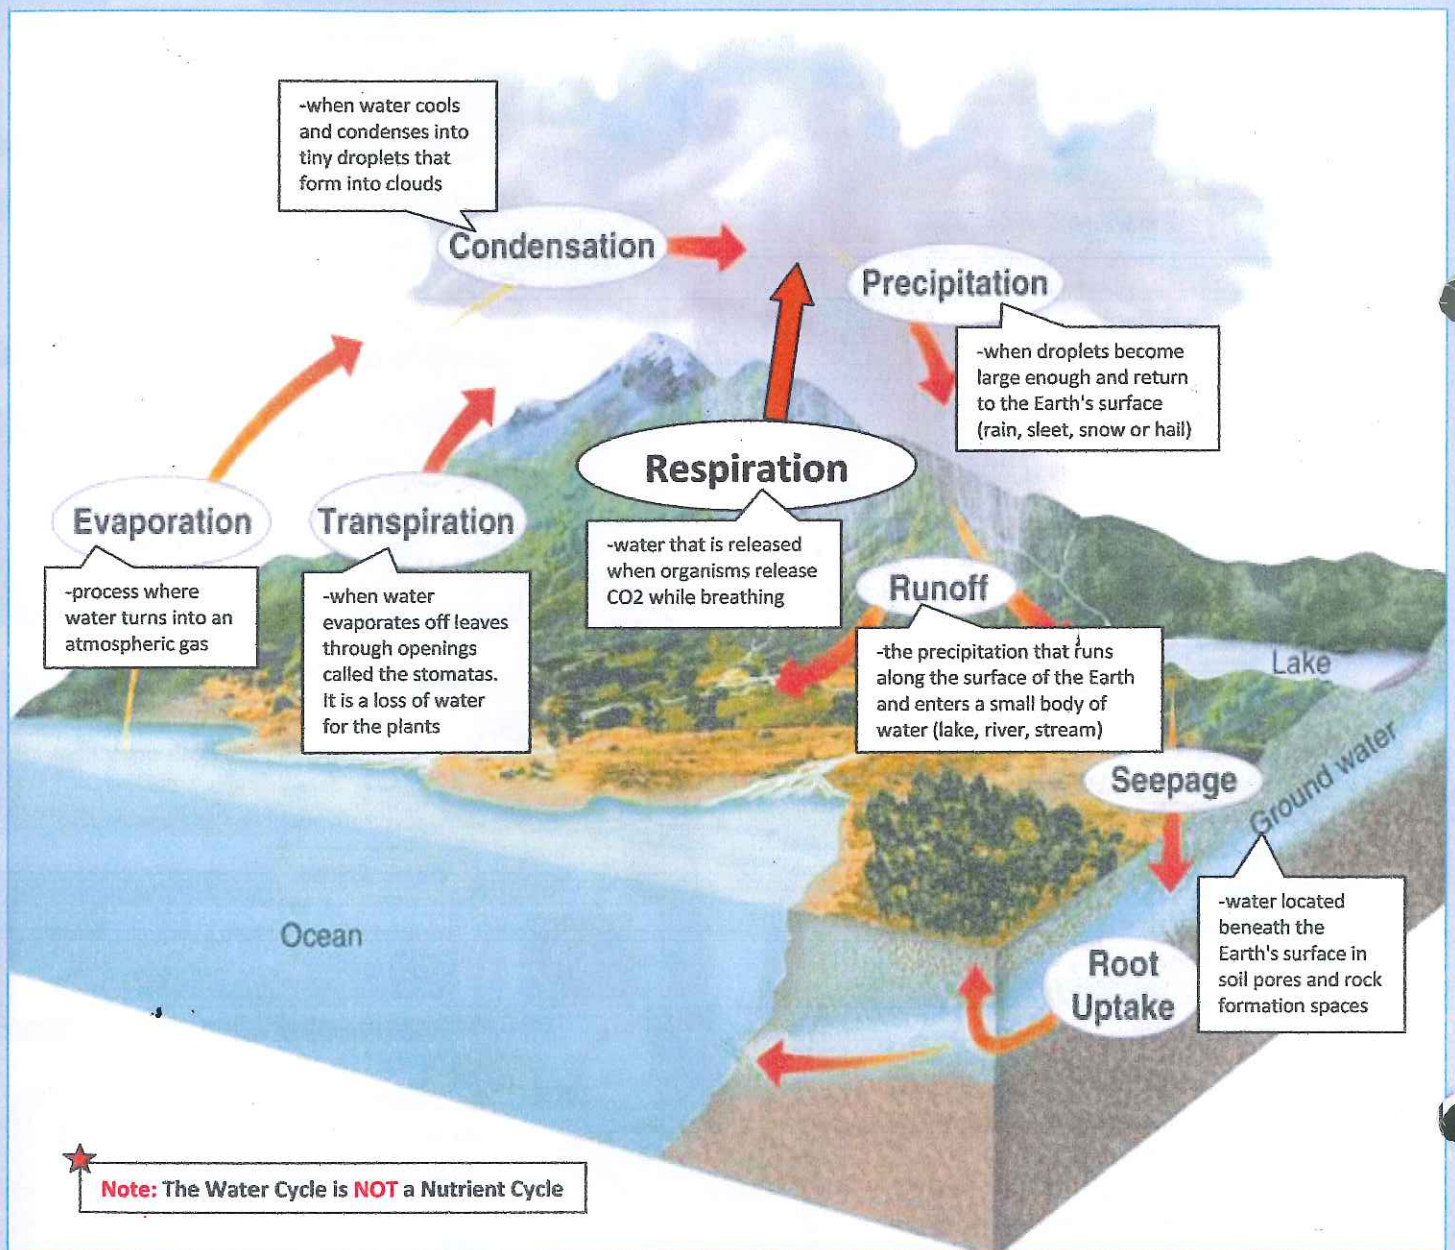 -when water cools
and condenses into
tiny droplets that
form into clouds
Condensation
Precipitation
-when droplets become
large enough and return
to the Earth's surface
(rain, sleet, snow or hail)
Respiration
-water that is released
when organisms release
CO2 while breathing
Evaporation
-process where
water turns into an
atmospheric gas
Transpiration
-when water
evaporates off leaves
through openings
called the stomatas.
It is a loss of water
for the plants
Runoff
-the precipitation that runs
along the surface of the Earth
and enters a small body of
water (lake, river, stream)
Lake
Seepage
Ground water
-water located
beneath the
Earth's surface in
soil pores and rock
formation spaces
Ocean
Root
Uptake
Note: The Water Cycle is NOT a Nutrient Cycle